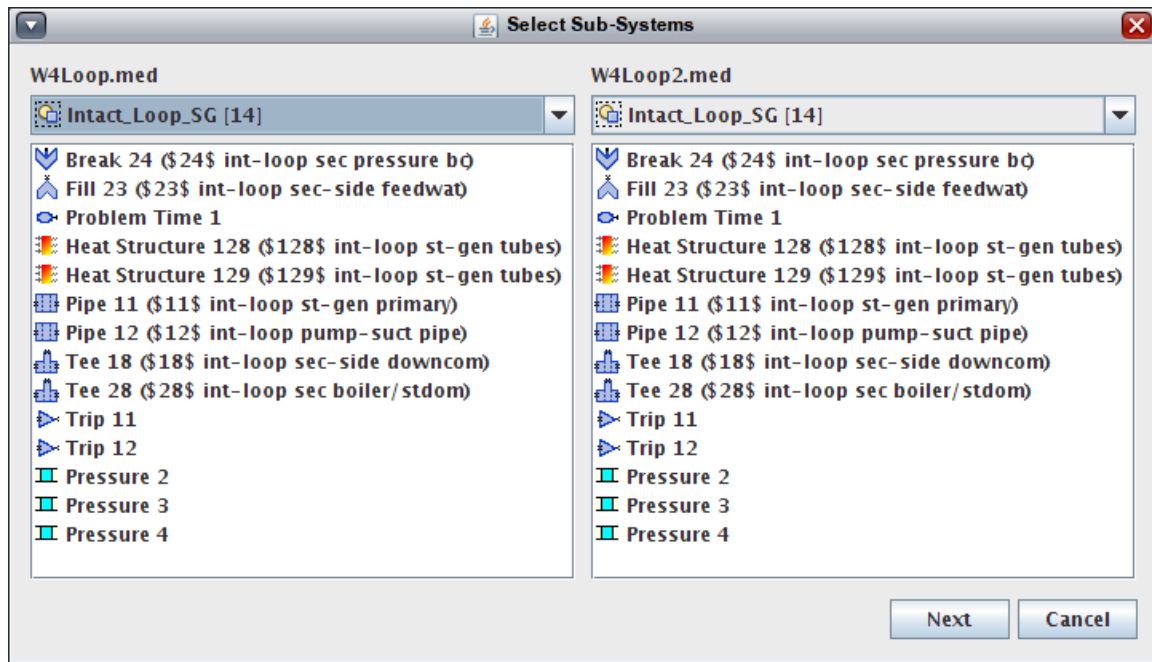 Select Sub-Systems
W4Loop.med
Intact_Loop_SG [14]
Break 24 ($24$ int-loop sec pressure bc)
Fill 23 ($23$ int-loop sec-side feedwat)
Problem Time 1
Heat Structure 128 ($128$ int-loop st-gen tubes)
Heat Structure 129 ($129$ int-loop st-gen tubes)
Pipe 11 ($11$ int-loop st-gen primary)
Pipe 12 ($12$ int-loop pump-suct pipe)
Tee 18 ($18$ int-loop sec-side downcom)
Tee 28 ($28$ int-loop sec boiler/stdom)
Trip 11
Trip 12
Pressure 2
Pressure 3
Pressure 4
W4Loop2.med
Intact_Loop_SG [14]
Break 24 ($24$ int-loop sec pressure bc)
Fill 23 ($23$ int-loop sec-side feedwat)
Problem Time 1
Heat Structure 128 ($128$ int-loop st-gen tubes)
Heat Structure 129 ($129$ int-loop st-gen tubes)
Pipe 11 ($11$ int-loop st-gen primary)
Pipe 12 ($12$ int-loop pump-suct pipe)
Tee 18 ($18$ int-loop sec-side downcom)
Tee 28 ($28$ int-loop sec boiler/stdom)
Trip 11
Trip 12
Pressure 2
Pressure 3
Pressure 4
Next
Cancel